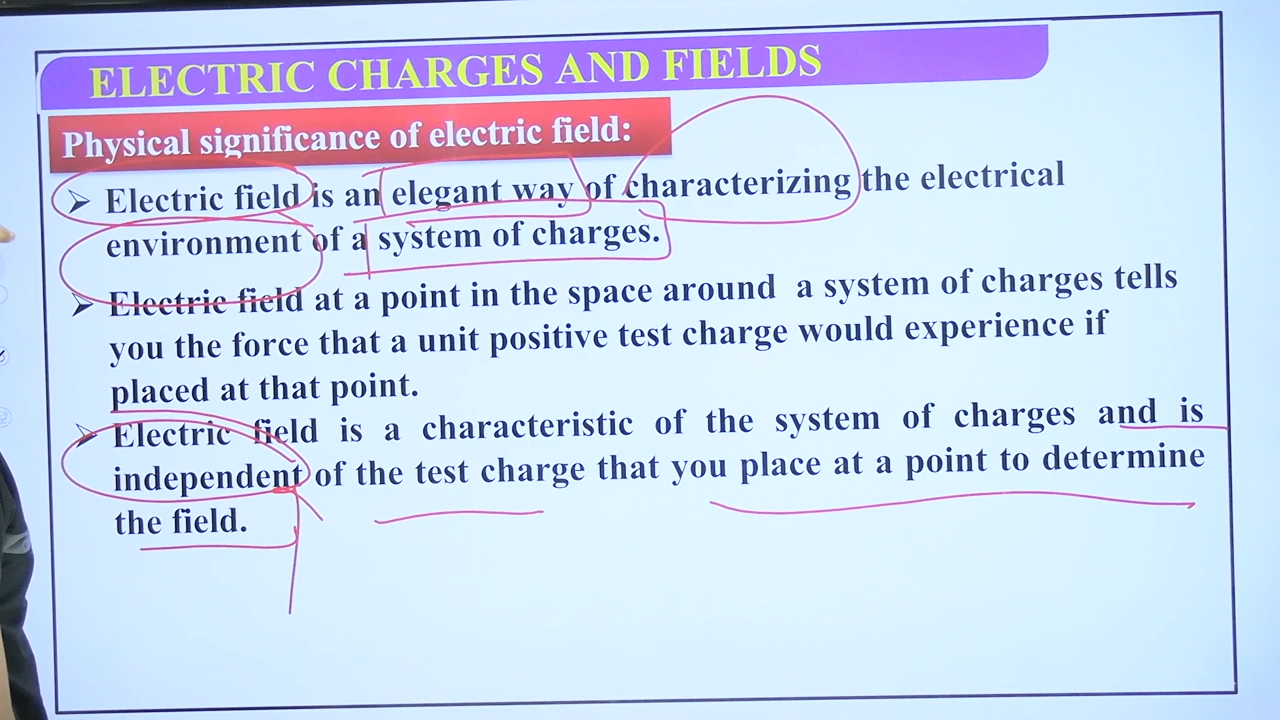 ELECTRIC CHARGES AND FIELDS
Physical significance of electric field:
➢ Electric field is an elegant way of characterizing the electrical
environment of a system of charges.
➢ Electric field at a point in the space around a system of charges tells
you the force that a unit positive test charge would experience if
placed at that point.
➢ Electric field is a characteristic of the system of charges and is
independent of the test charge that you place at a point to determine
the field.